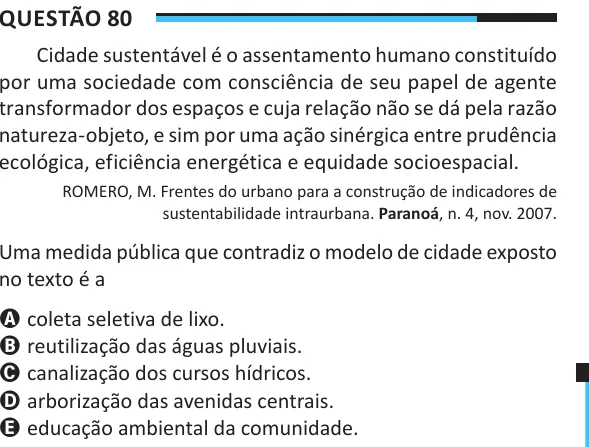 QUESTÃO 80
Cidade sustentável é o assentamento humano constituído
por uma sociedade com consciência de seu papel de agente
transformador dos espaços e cuja relação não se dá pela razão
natureza-objeto, e sim por uma ação sinérgica entre prudência
ecológica, eficiência energética e equidade socioespacial.
ROMERO, M. Frentes do urbano para a construção de indicadores de
sustentabilidade intraurbana. Paranoá, n. 4, nov. 2007.
Uma medida pública que contradiz o modelo de cidade exposto
no texto é a
A coleta seletiva de lixo.
B reutilização das águas pluviais.
C canalização dos cursos hídricos.
D arborização das avenidas centrais.
E educação ambiental da comunidade.